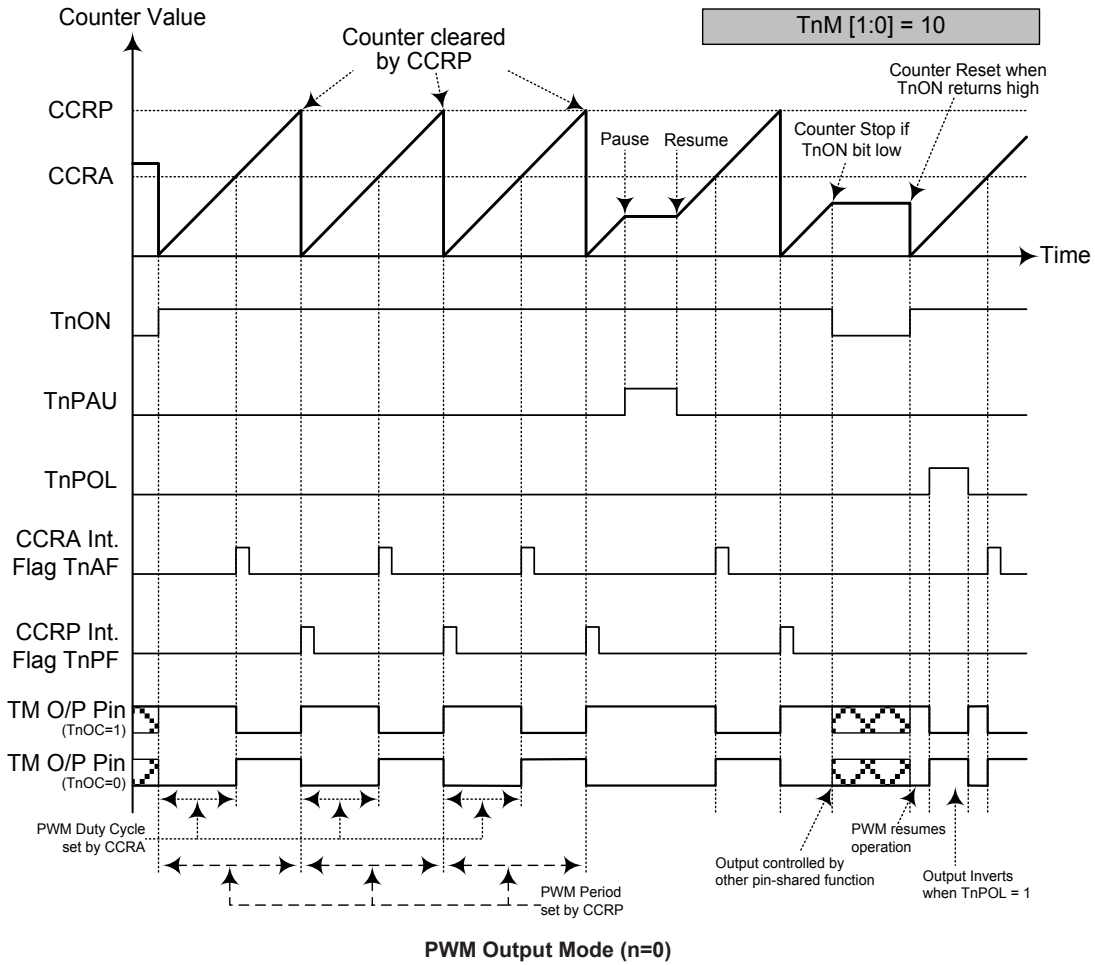 Counter Value
TnM [1:0] = 10
Counter cleared
by CCRP
Counter Reset when
TnON returns high
CCRP
Pause
Resume
Counter Stop if
TnON bit low
CCRA
Time
TnON
TnPAU
TnPOL
CCRA Int.
Flag TnAF
CCRP Int.
Flag TnPF
TM O/P Pin
(TnOC=1)
TM O/P Pin
(TnOC=0)
PWM Duty Cycle
set by CCRA
PWM resumes
operation
Output controlled by
other pin-shared function
Output Inverts
when TnPOL = 1
PWM Period
set by CCRP
PWM Output Mode (n=0)